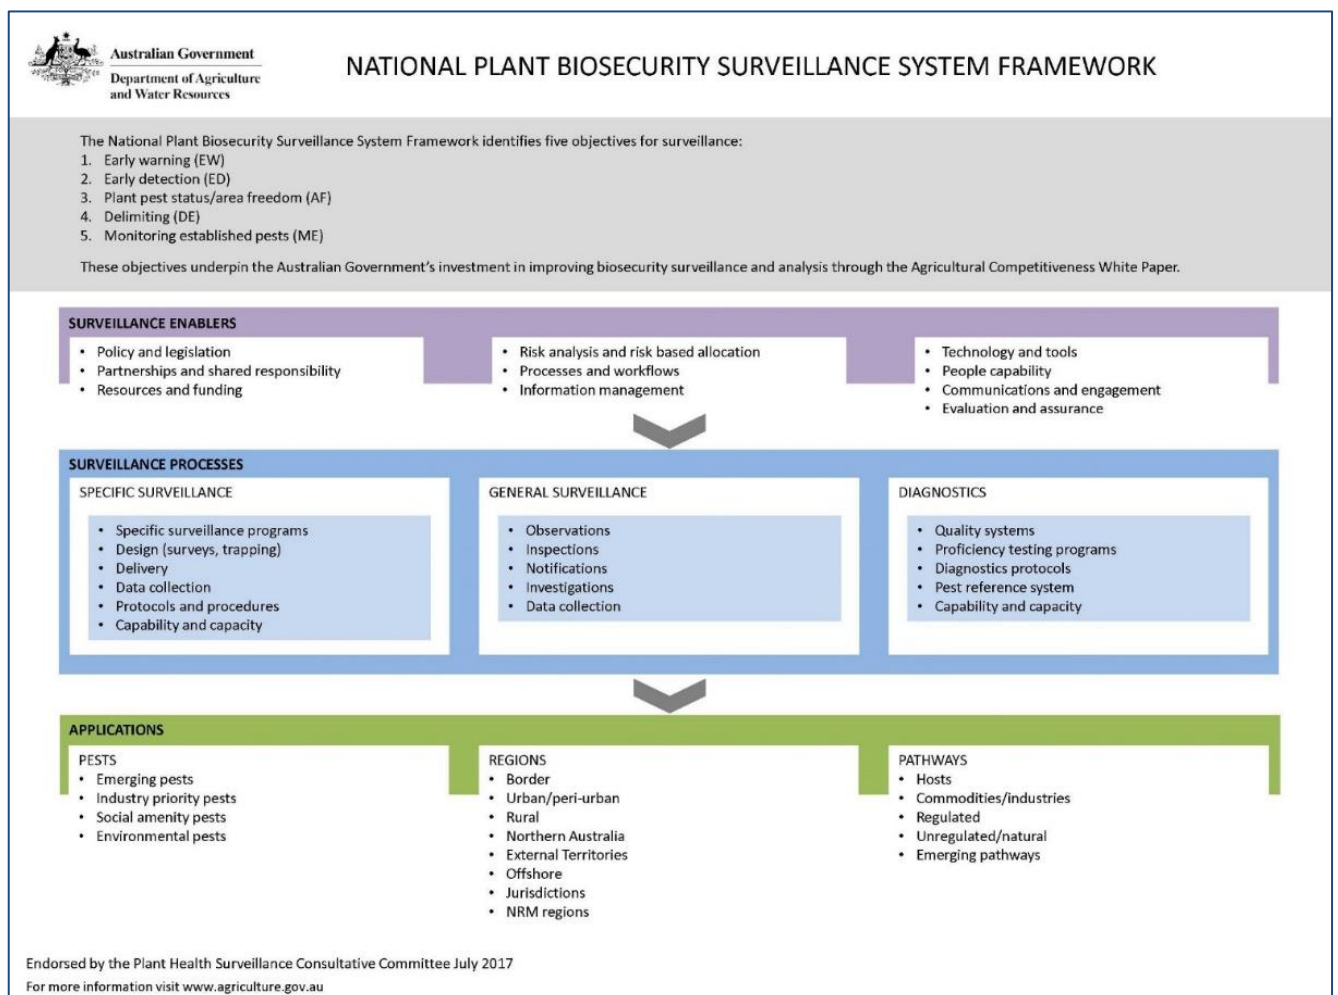 Australian Government
Department of Agriculture
and Water Resources
NATIONAL PLANT BIOSECURITY SURVEILLANCE SYSTEM FRAMEWORK
The National Plant Biosecurity Surveillance System Framework identifies five objectives for surveillance:
1. Early warning (EW)
2. Early detection (ED)
3. Plant pest status/area freedom (AF)
4. Delimiting (DE)
5. Monitoring established pests (ME)
These objectives underpin the Australian Government's investment in improving biosecurity surveillance and analysis through the Agricultural Competitiveness White Paper.
SURVEILLANCE ENABLERS
• Policy and legislation
• Partnerships and shared responsibility
• Resources and funding
• Risk analysis and risk based allocation
• Processes and workflows
• Information management
• Technology and tools
• People capability
• Communications and engagement
• Evaluation and assurance
SURVEILLANCE PROCESSES
SPECIFIC SURVEILLANCE
• Specific surveillance programs
• Design (surveys, trapping)
• Delivery
• Data collection
• Protocols and procedures
• Capability and capacity
GENERAL SURVEILLANCE
• Observations
• Inspections
• Notifications
• Investigations
• Data collection
DIAGNOSTICS
• Quality systems
• Proficiency testing programs
• Diagnostics protocols
• Pest reference system
• Capability and capacity
APPLICATIONS
PESTS
• Emerging pests
• Industry priority pests
• Social amenity pests
• Environmental pests
REGIONS
• Border
• Urban/peri-urban
• Rural
• Northern Australia
• External Territories
• Offshore
• Jurisdictions
• NRM regions
PATHWAYS
• Hosts
• Commodities/industries
• Regulated
• Unregulated/natural
• Emerging pathways
Endorsed by the Plant Health Surveillance Consultative Committee July 2017
For more information visit www.agriculture.gov.au